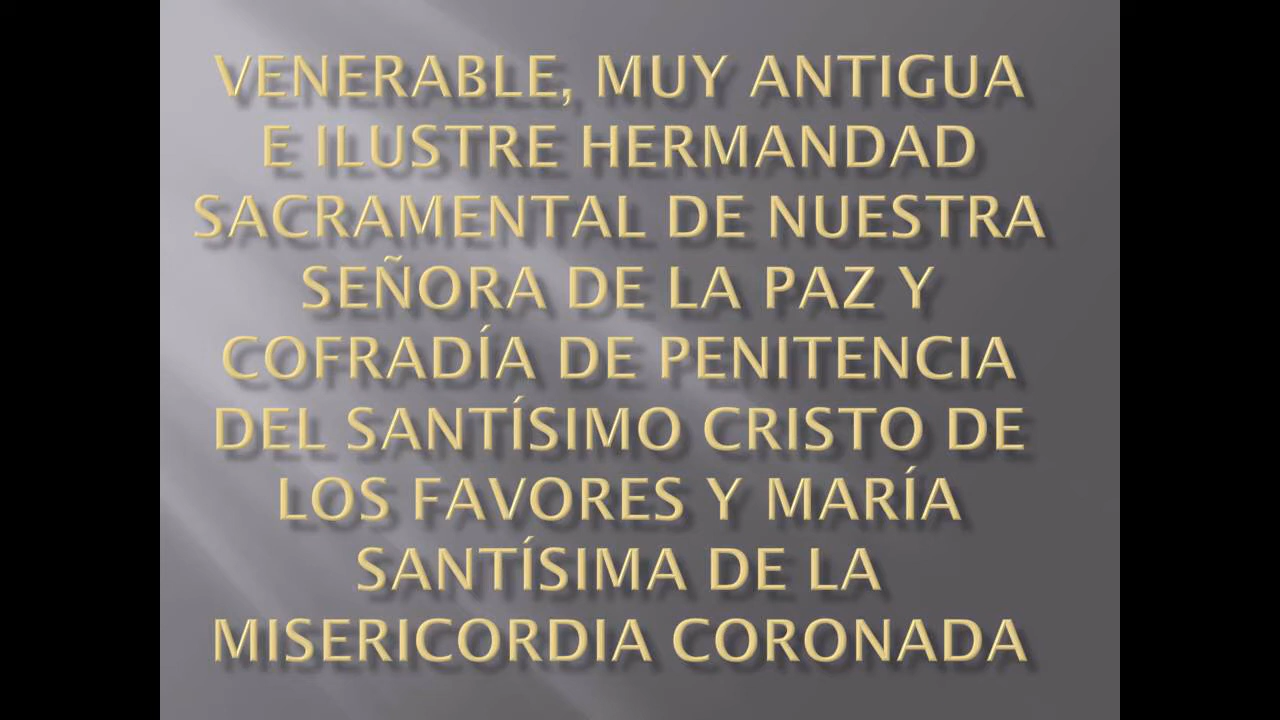 VENERABLE, MUY ANTIGUA
E ILUSTRE HERMANDAD
SACRAMENTAL DE NUESTRA
SEÑORA DE LA PAZ Y
COFRADÍA DE PENITENCIA
DEL SANTÍSIMO CRISTO DE
LOS FAVORES Y MARÍA
SANTÍSIMA DE LA
MISERICORDIA CORONADA